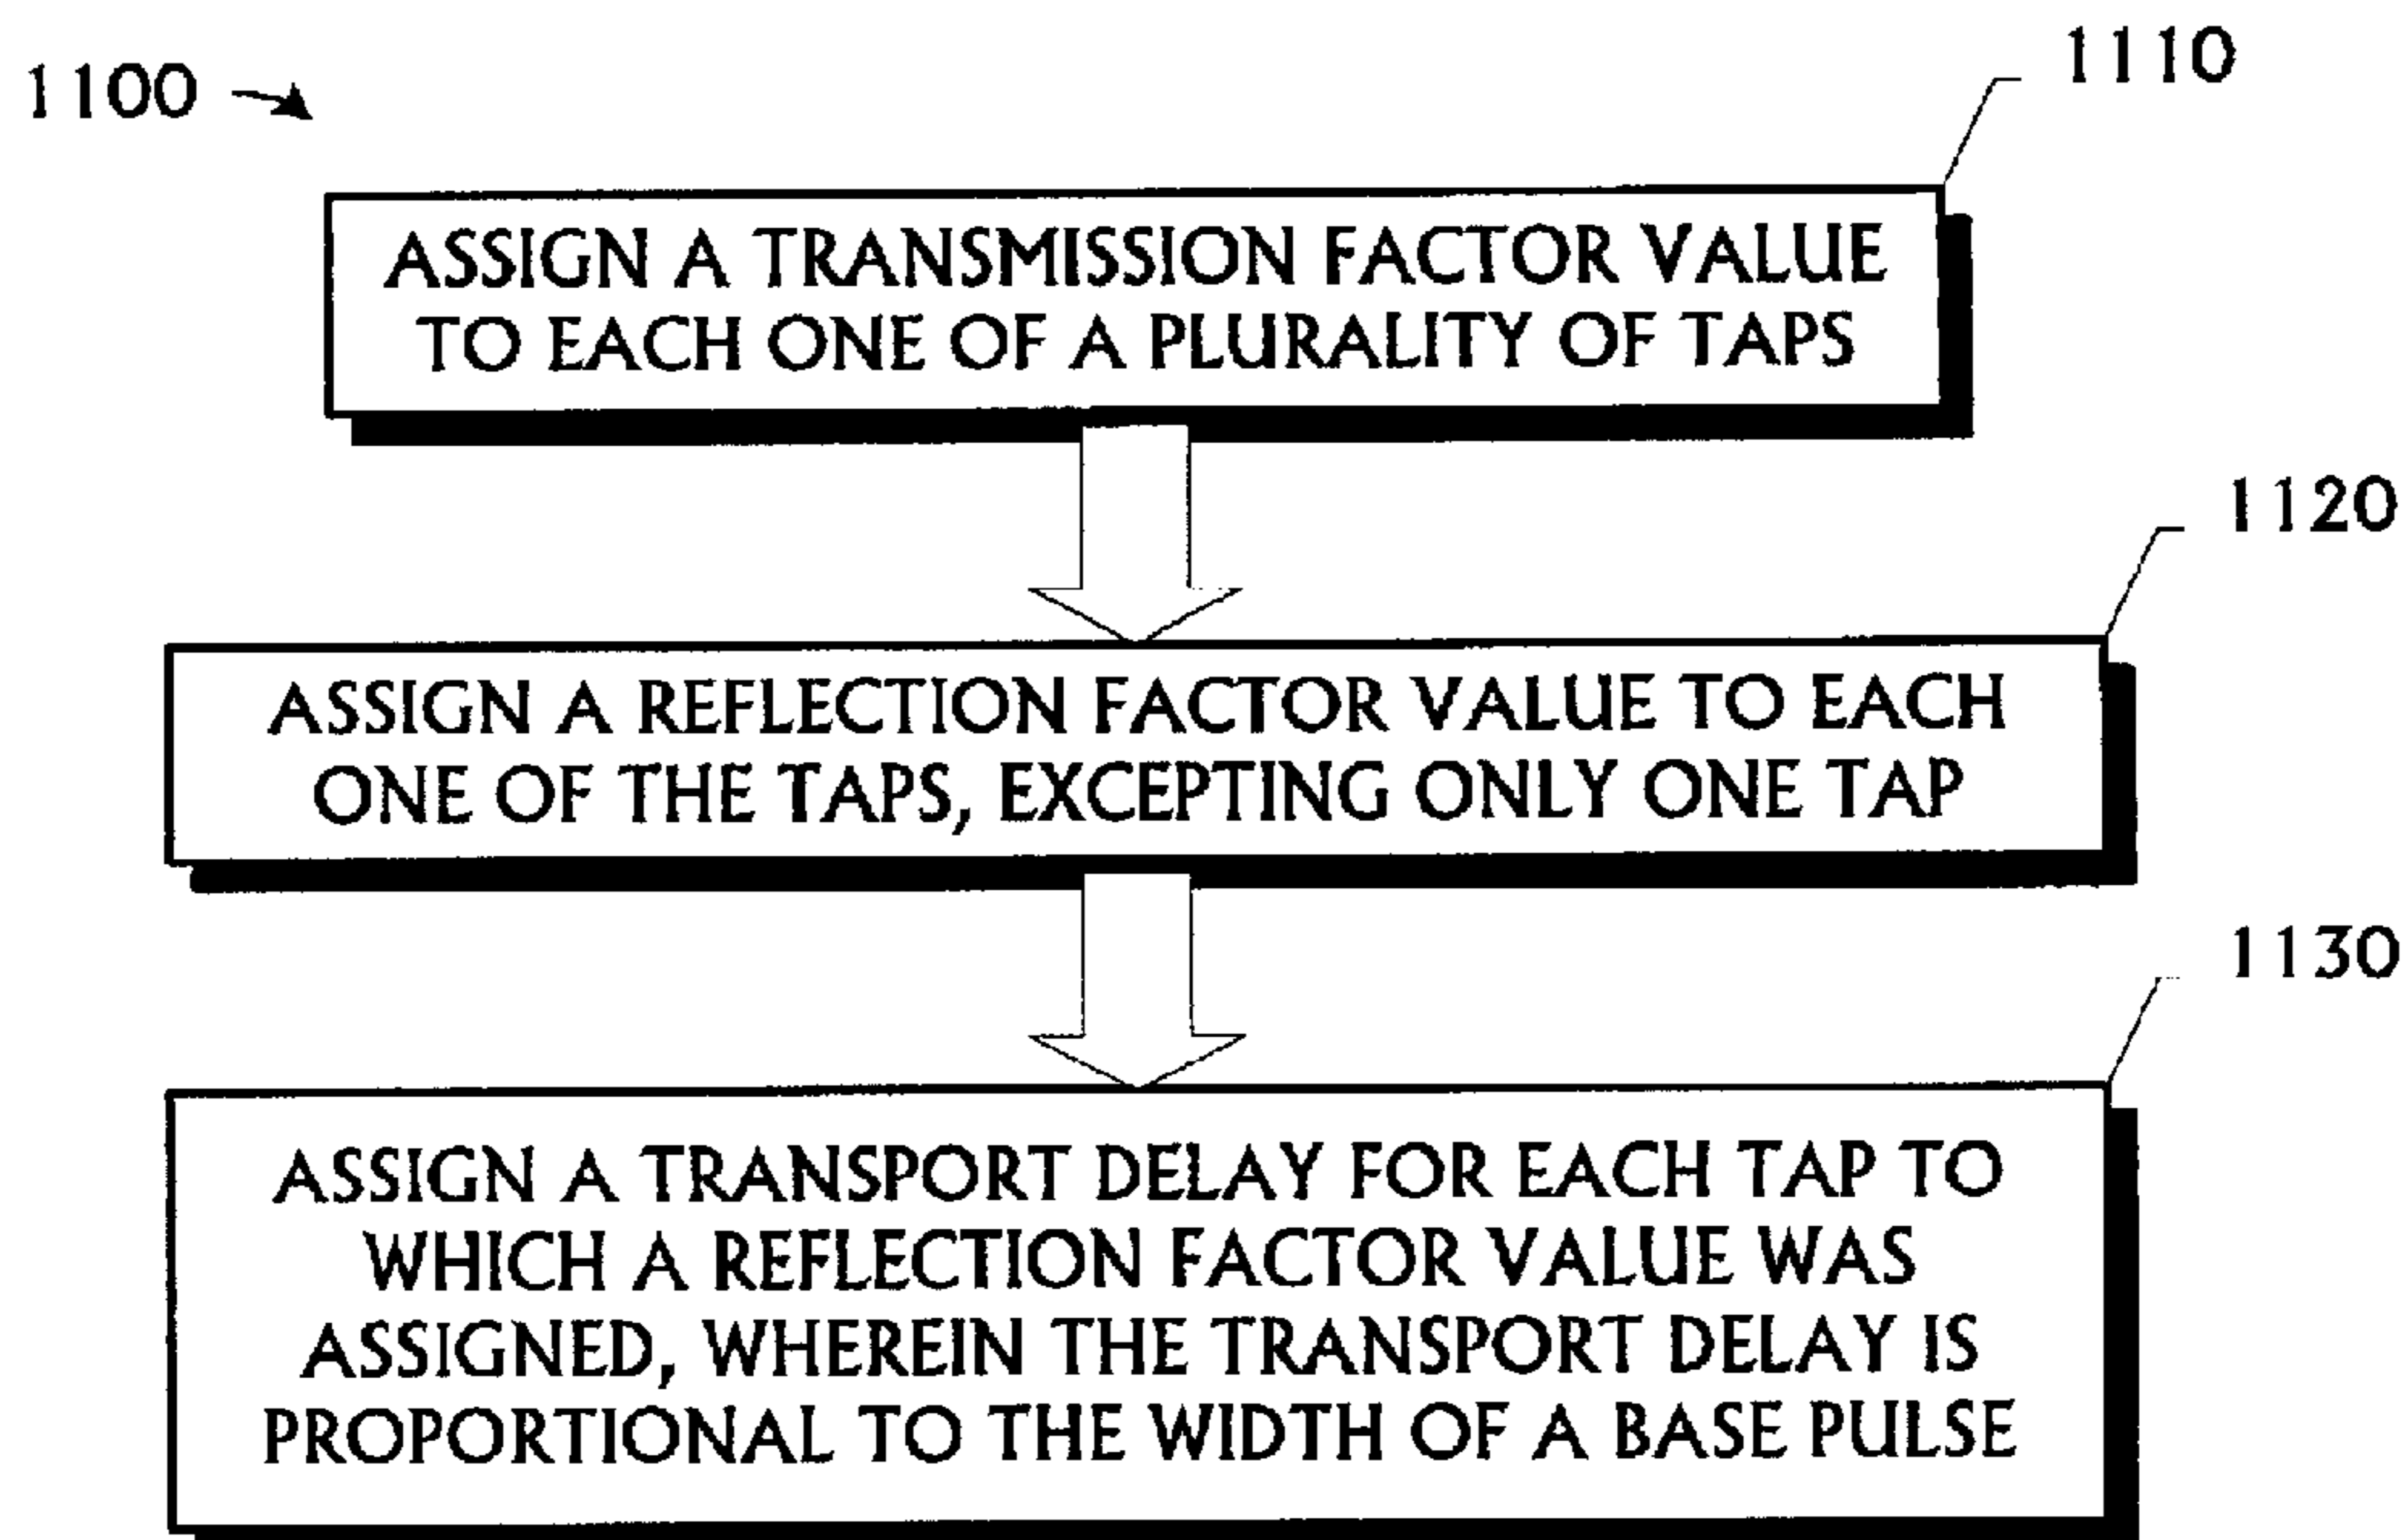 1100
1110
ASSIGN A TRANSMISSION FACTOR VALUE
TO EACH ONE OF A PLURALITY OF TAPS
1120
ASSIGN A REFLECTION FACTOR VALUE TO EACH
ONE OF THE TAPS, EXCEPTING ONLY ONE TAP
1130
ASSIGN A TRANSPORT DELAY FOR EACH TAP TO
WHICH A REFLECTION FACTOR VALUE WAS
ASSIGNED, WHEREIN THE TRANSPORT DELAY IS
PROPORTIONAL TO THE WIDTH OF A BASE PULSE